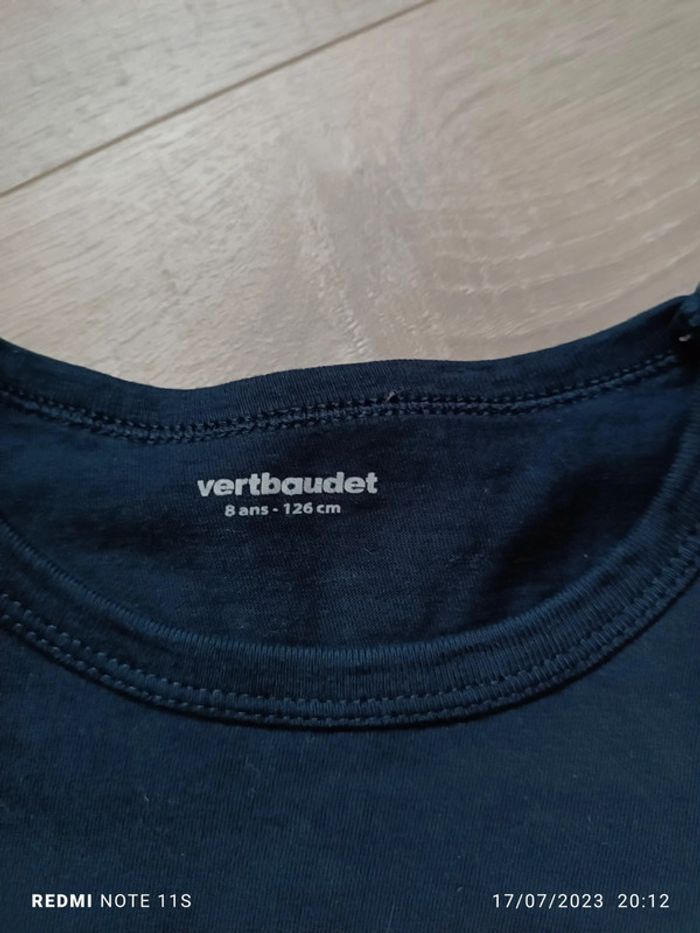 vertbaudet
8 ans - 126 cm
REDMI NOTE 11S
17/07/2023 20:12